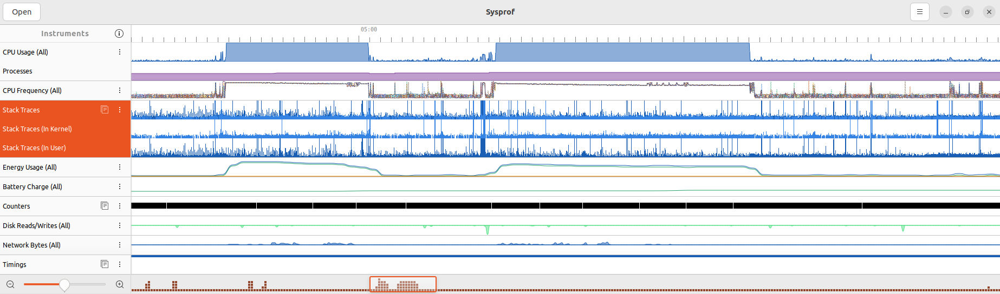 Open
Sysprof
Instruments
05:00
CPU Usage (All)
Processes
CPU Frequency (All)
Stack Traces
Stack Traces (In Kernel)
Stack Traces (In User)
Energy Usage (All)
Battery Charge (All)
Counters
Disk Reads/Writes (All)
Network Bytes (All)
Timings